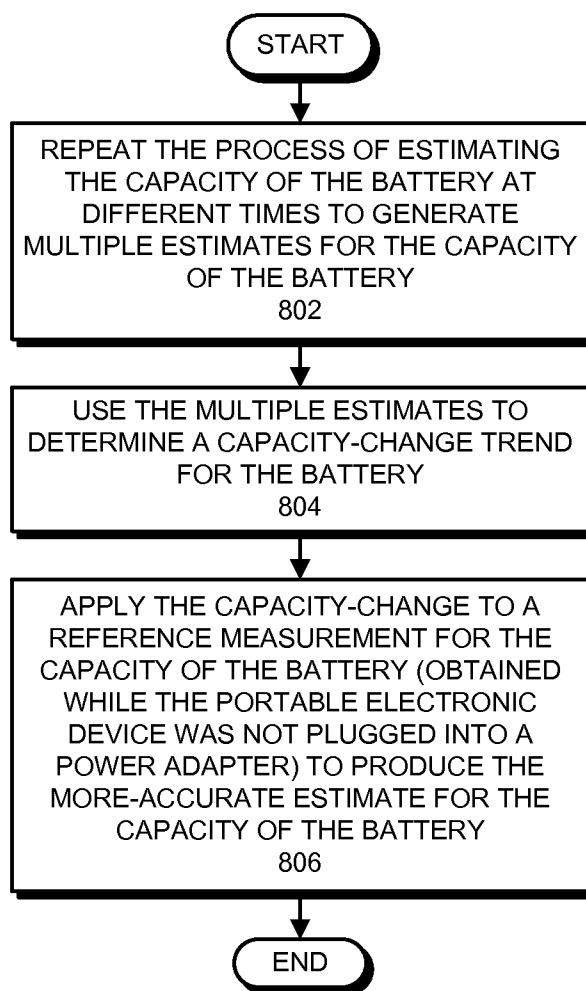 START
REPEAT THE PROCESS OF ESTIMATING
THE CAPACITY OF THE BATTERY AT
DIFFERENT TIMES TO GENERATE
MULTIPLE ESTIMATES FOR THE CAPACITY
OF THE BATTERY
802
USE THE MULTIPLE ESTIMATES TO
DETERMINE A CAPACITY-CHANGE TREND
FOR THE BATTERY
804
APPLY THE CAPACITY-CHANGE TO A
REFERENCE MEASUREMENT FOR THE
CAPACITY OF THE BATTERY (OBTAINED
WHILE THE PORTABLE ELECTRONIC
DEVICE WAS NOT PLUGGED INTO A
POWER ADAPTER) TO PRODUCE THE
MORE-ACCURATE ESTIMATE FOR THE
CAPACITY OF THE BATTERY
806
END